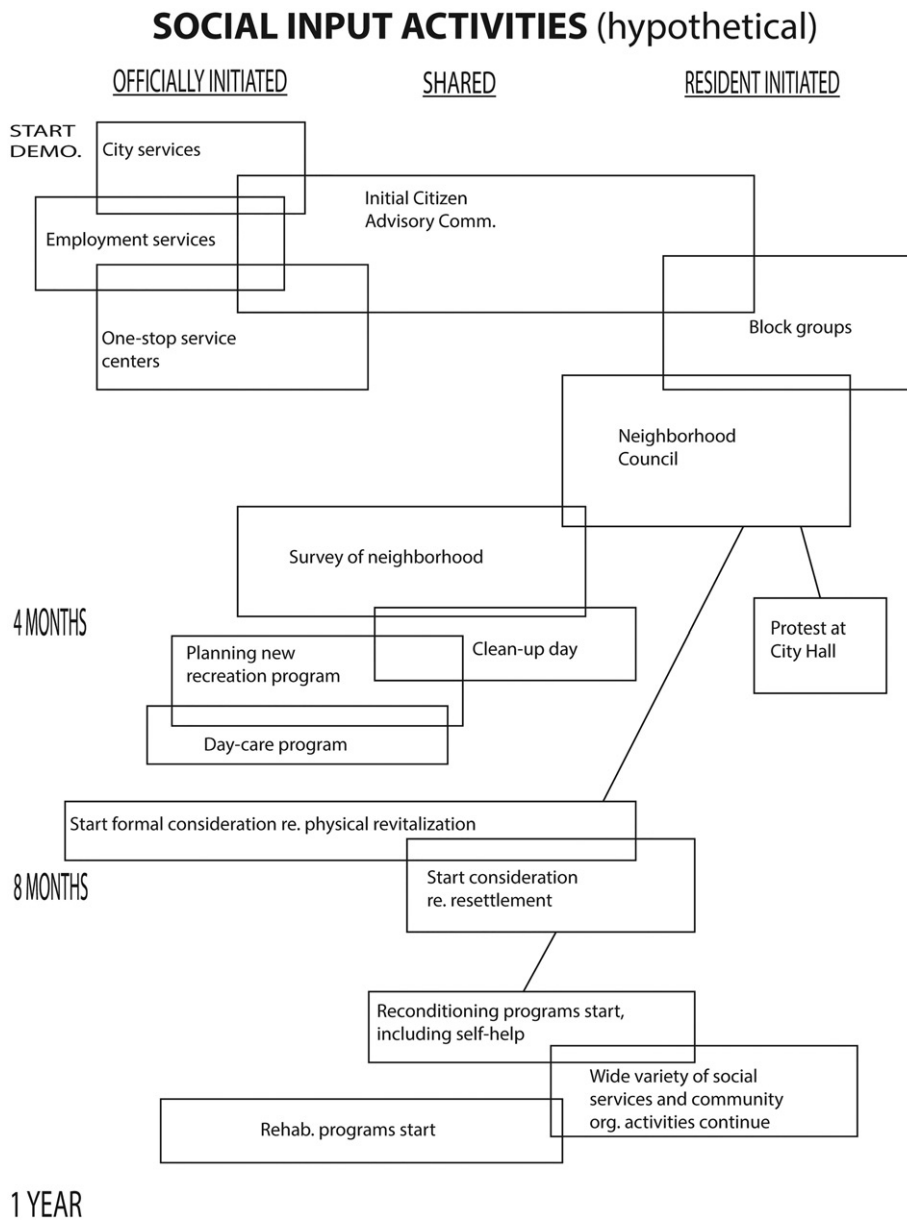 SOCIAL INPUT ACTIVITIES (hypothetical)
OFFICIALLY INITIATED
SHARED
RESIDENT INITIATED
START
DEMO.
City services
Initial Citizen
Advisory Comm.
Employment services
One-stop service
centers
Block groups
Neighborhood
Council
Survey of neighborhood
4 MONTHS
Protest at
City Hall
Clean-up day
Planning new
recreation program
Day-care program
Start formal consideration re. physical revitalization
8 MONTHS
Start consideration
re. resettlement
Reconditioning programs start,
including self-help
Wide variety of social
services and community
org. activities continue
Rehab. programs start
1 YEAR